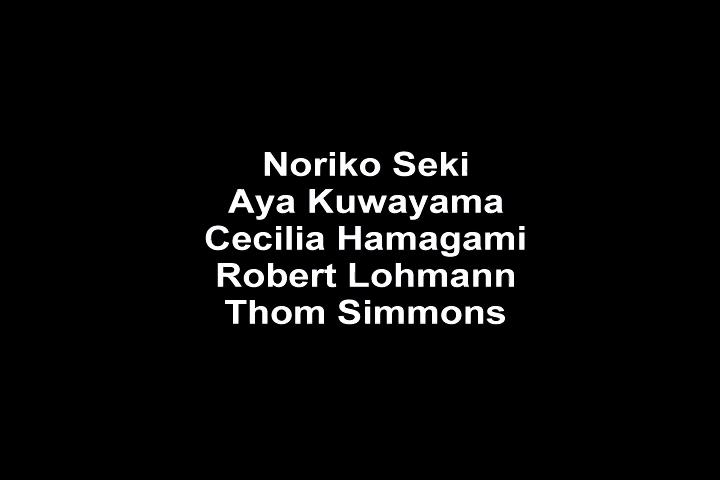 Noriko Seki
Aya Kuwayama
Cecilia Hamagami
Robert Lohmann
Thom Simmons